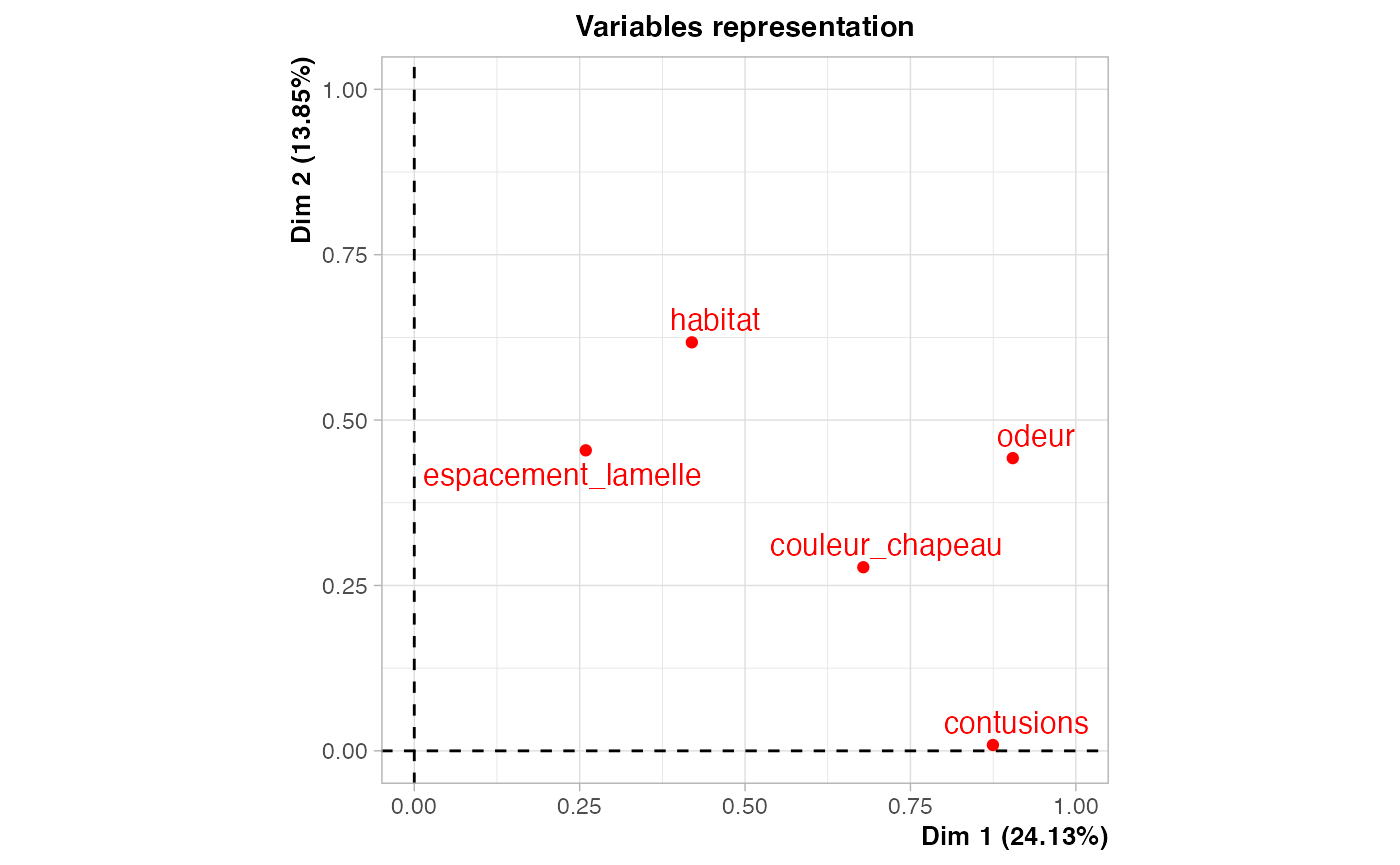 Variables representation
Dim 2 (13.85%)
1.00
0.75
0.50
0.25
0.00
habitat
odeur
espacement_lamelle
couleur_chapeau
contusions
0.00
0.25
0.50
0.75
1.00
Dim 1 (24.13%)